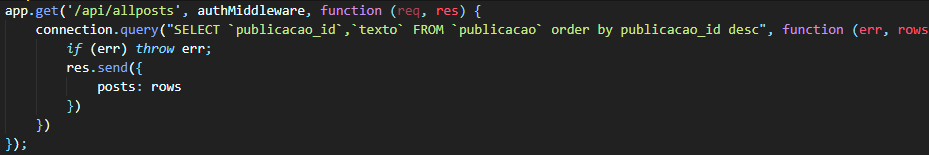 app.get('/api/allposts', authMiddleware, function (req, res) {
    connection.query("SELECT `publicacao_id`,`texto` FROM `publicacao` order by publicacao_id desc", function (err, rows
        if (err) throw err;
        res.send({
            posts: rows
        })
    })
});